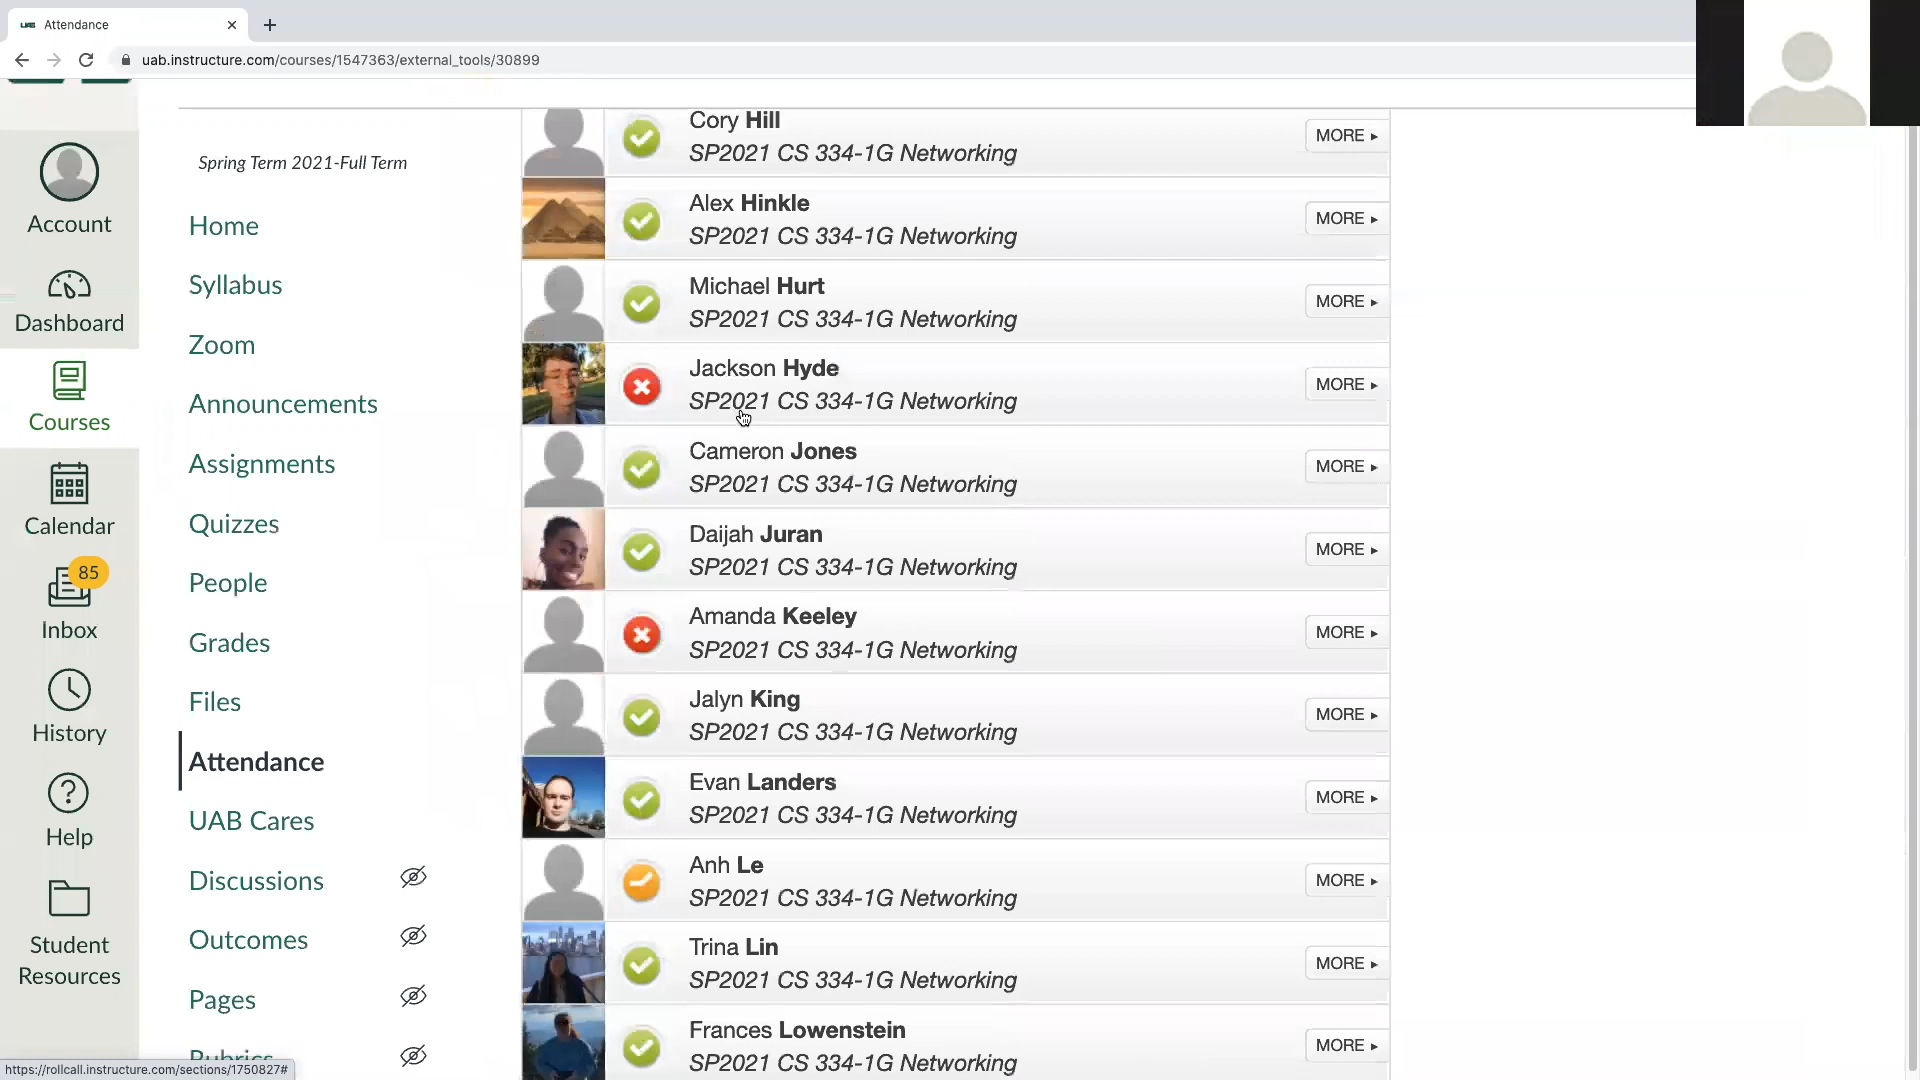 UAB Attendance
uab.instructure.com/courses/1547363/external_tools/30899
Account
Dashboard
Courses
Calendar
85
Inbox
History
Help
Student
Resources
Spring Term 2021-Full Term
Home
Syllabus
Zoom
Announcements
Assignments
Quizzes
People
Grades
Files
Attendance
UAB Cares
Discussions
Outcomes
Pages
Rubrics
Cory Hill
SP2021 CS 334-1G Networking
MORE ▸
Alex Hinkle
SP2021 CS 334-1G Networking
MORE ▸
Michael Hurt
SP2021 CS 334-1G Networking
MORE ▸
Jackson Hyde
SP2021 CS 334-1G Networking
MORE ▸
Cameron Jones
SP2021 CS 334-1G Networking
MORE ▸
Daijah Juran
SP2021 CS 334-1G Networking
MORE ▸
Amanda Keeley
SP2021 CS 334-1G Networking
MORE ▸
Jalyn King
SP2021 CS 334-1G Networking
MORE ▸
Evan Landers
SP2021 CS 334-1G Networking
MORE ▸
Anh Le
SP2021 CS 334-1G Networking
MORE ▸
Trina Lin
SP2021 CS 334-1G Networking
MORE ▸
Frances Lowenstein
SP2021 CS 334-1G Networking
MORE ▸
https://rollcall.instructure.com/sections/1750827#